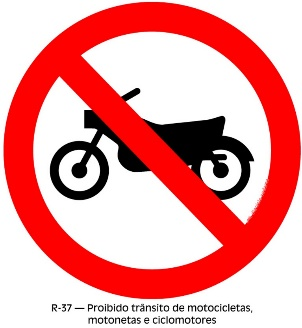 R-37 — Proibido trânsito de motocicletas,
motonetas e ciclomotores